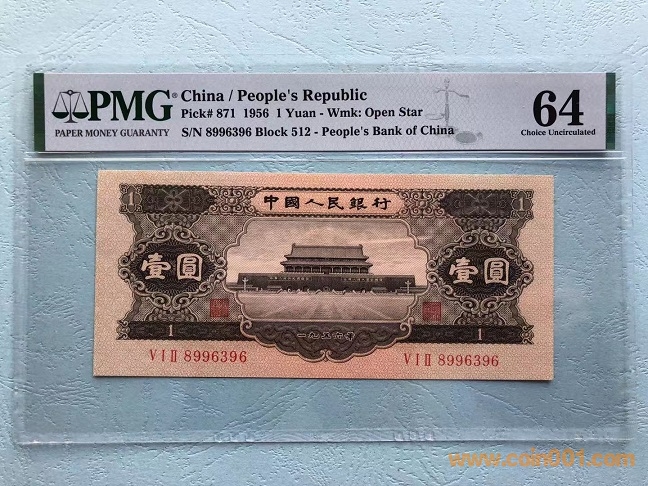 PMG®
PAPER MONEY GUARANTY
China / People's Republic
Pick# 871 1956 1 Yuan - Wmk: Open Star
S/N 8996396 Block 512 - People's Bank of China
64
Choice Uncirculated
1 中國人民銀行 1
壹圓 壹圓
1 一九五六年 1
V I II 8996396 V I II 8996396
www.coin001.com